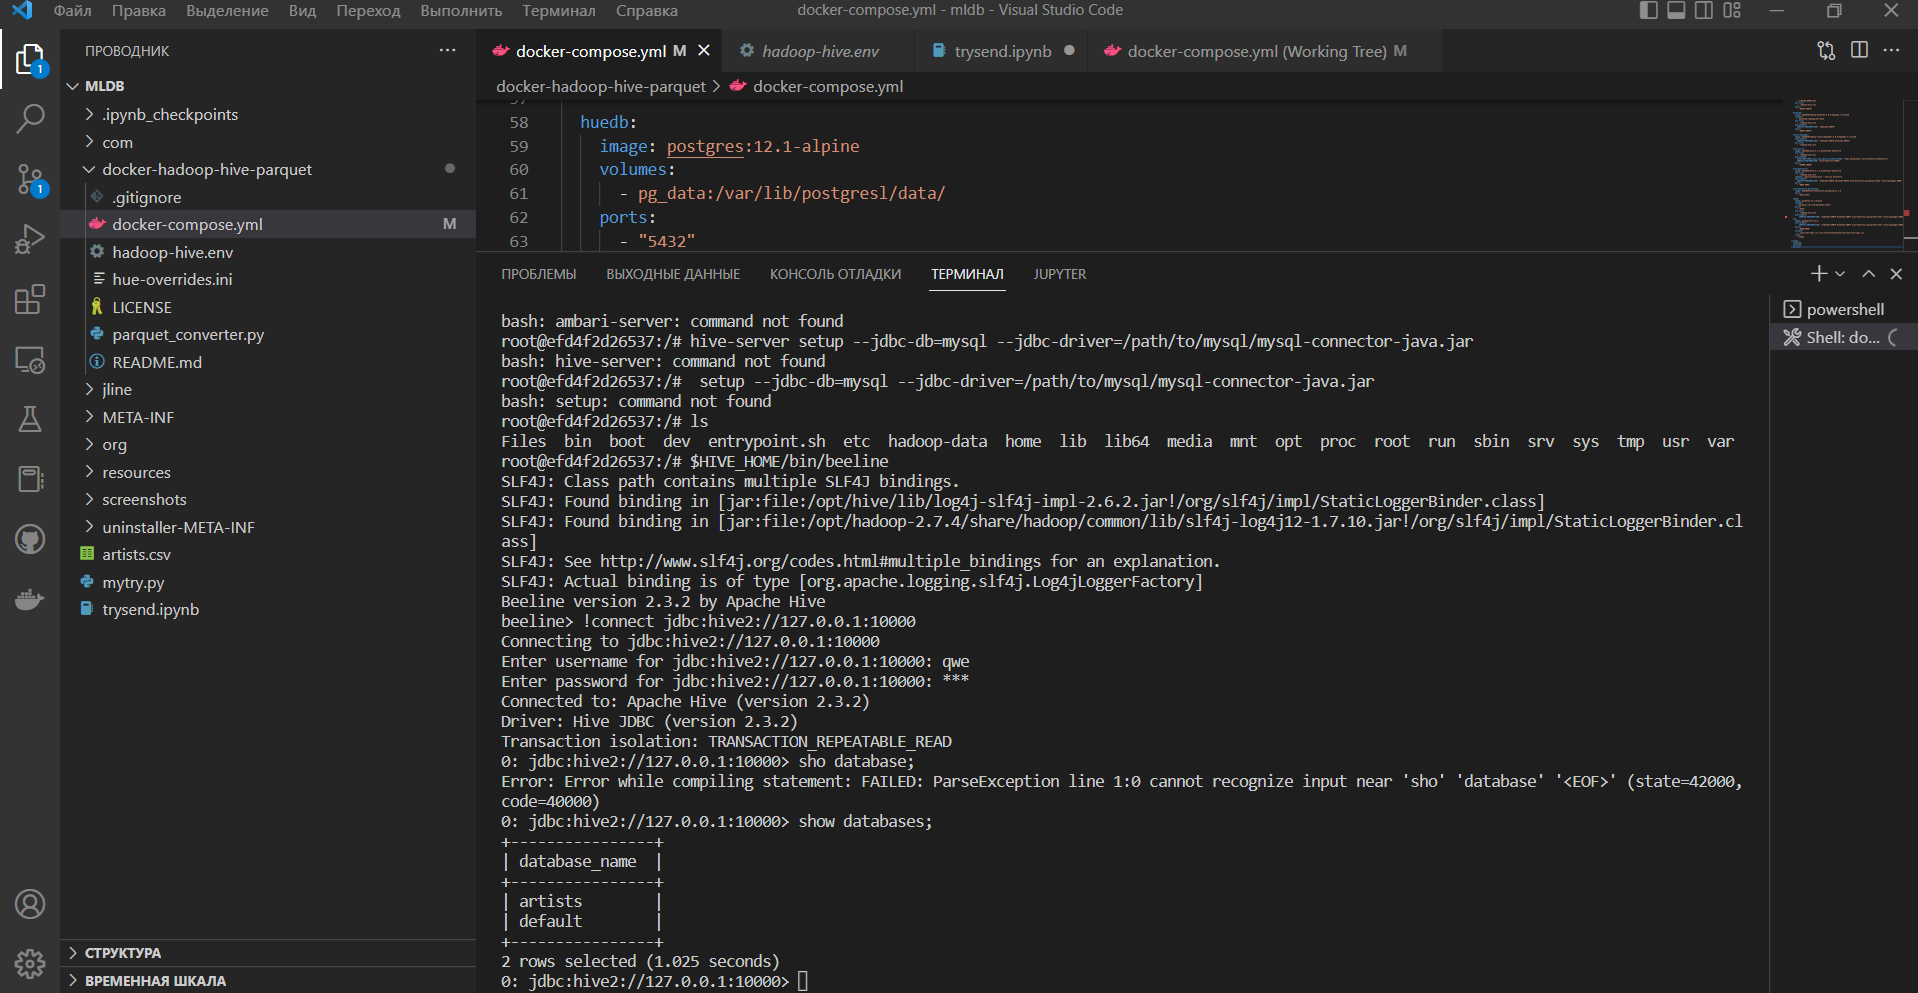 Файл Правка Выделение Вид Переход Выполнить Терминал Справка docker-compose.yml - mldb - Visual Studio Code
ПРОВОДНИК
MLDB
.ipynb_checkpoints
com
docker-hadoop-hive-parquet
.gitignore
docker-compose.yml M
hadoop-hive.env
hue-overrides.ini
LICENSE
parquet_converter.py
README.md
jline
META-INF
org
resources
screenshots
uninstaller-META-INF
artists.csv
mytry.py
trysend.ipynb
СТРУКТУРА
ВРЕМЕННАЯ ШКАЛА
1
1
docker-compose.yml M hadoop-hive.env trysend.ipynb docker-compose.yml (Working Tree) M
docker-hadoop-hive-parquet > docker-compose.yml
57
58 huedb:
59 image: postgres:12.1-alpine
60 volumes:
61 - pg_data:/var/lib/postgresl/data/
62 ports:
63 - "5432"
ПРОБЛЕМЫ ВЫХОДНЫЕ ДАННЫЕ КОНСОЛЬ ОТЛАДКИ ТЕРМИНАЛ JUPYTER
bash: ambari-server: command not found
root@efd4f2d26537:/# hive-server setup --jdbc-db=mysql --jdbc-driver=/path/to/mysql/mysql-connector-java.jar
bash: hive-server: command not found
root@efd4f2d26537:/#  setup --jdbc-db=mysql --jdbc-driver=/path/to/mysql/mysql-connector-java.jar
bash: setup: command not found
root@efd4f2d26537:/# ls
Files  bin  boot  dev  entrypoint.sh  etc  hadoop-data  home  lib  lib64  media  mnt  opt  proc  root  run  sbin  srv  sys  tmp  usr  var
root@efd4f2d26537:/# $HIVE_HOME/bin/beeline
SLF4J: Class path contains multiple SLF4J bindings.
SLF4J: Found binding in [jar:file:/opt/hive/lib/log4j-slf4j-impl-2.6.2.jar!/org/slf4j/impl/StaticLoggerBinder.class]
SLF4J: Found binding in [jar:file:/opt/hadoop-2.7.4/share/hadoop/common/lib/slf4j-log4j12-1.7.10.jar!/org/slf4j/impl/StaticLoggerBinder.cl
ass]
SLF4J: See http://www.slf4j.org/codes.html#multiple_bindings for an explanation.
SLF4J: Actual binding is of type [org.apache.logging.slf4j.Log4jLoggerFactory]
Beeline version 2.3.2 by Apache Hive
beeline> !connect jdbc:hive2://127.0.0.1:10000
Connecting to jdbc:hive2://127.0.0.1:10000
Enter username for jdbc:hive2://127.0.0.1:10000: qwe
Enter password for jdbc:hive2://127.0.0.1:10000: ***
Connected to: Apache Hive (version 2.3.2)
Driver: Hive JDBC (version 2.3.2)
Transaction isolation: TRANSACTION_REPEATABLE_READ
0: jdbc:hive2://127.0.0.1:10000> sho database;
Error: Error while compiling statement: FAILED: ParseException line 1:0 cannot recognize input near 'sho' 'database' '<EOF>' (state=42000,
code=40000)
0: jdbc:hive2://127.0.0.1:10000> show databases;
+----------------+
| database_name  |
+----------------+
| artists        |
| default        |
+----------------+
2 rows selected (1.025 seconds)
0: jdbc:hive2://127.0.0.1:10000>
powershell
Shell: do...